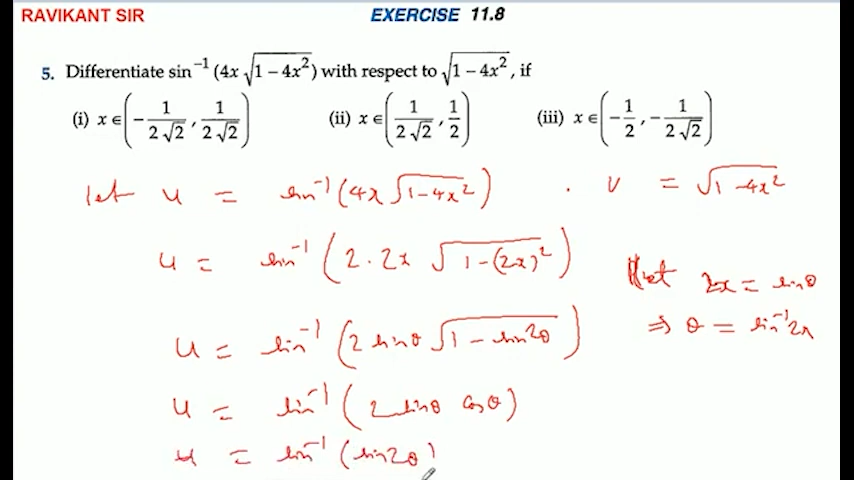 RAVIKANT SIR EXERCISE 11.8
5. Differentiate sin⁻¹ (4x √(1 − 4x²)) with respect to √(1 − 4x²), if
(i) x ∈ (−1/(2√2), 1/(2√2)) (ii) x ∈ (1/(2√2), 1/2) (iii) x ∈ (−1/2, −1/(2√2))
let u = sin⁻¹(4x √(1−4x²)) . v = √(1−4x²)
u = sin⁻¹ (2·2x √(1−(2x)²))
let 2x = sinθ
u = sin⁻¹ (2 sinθ √(1 − sin²θ))
⇒ θ = sin⁻¹2x
u = sin⁻¹ (2 sinθ cosθ)
u = sin⁻¹ (sin2θ)